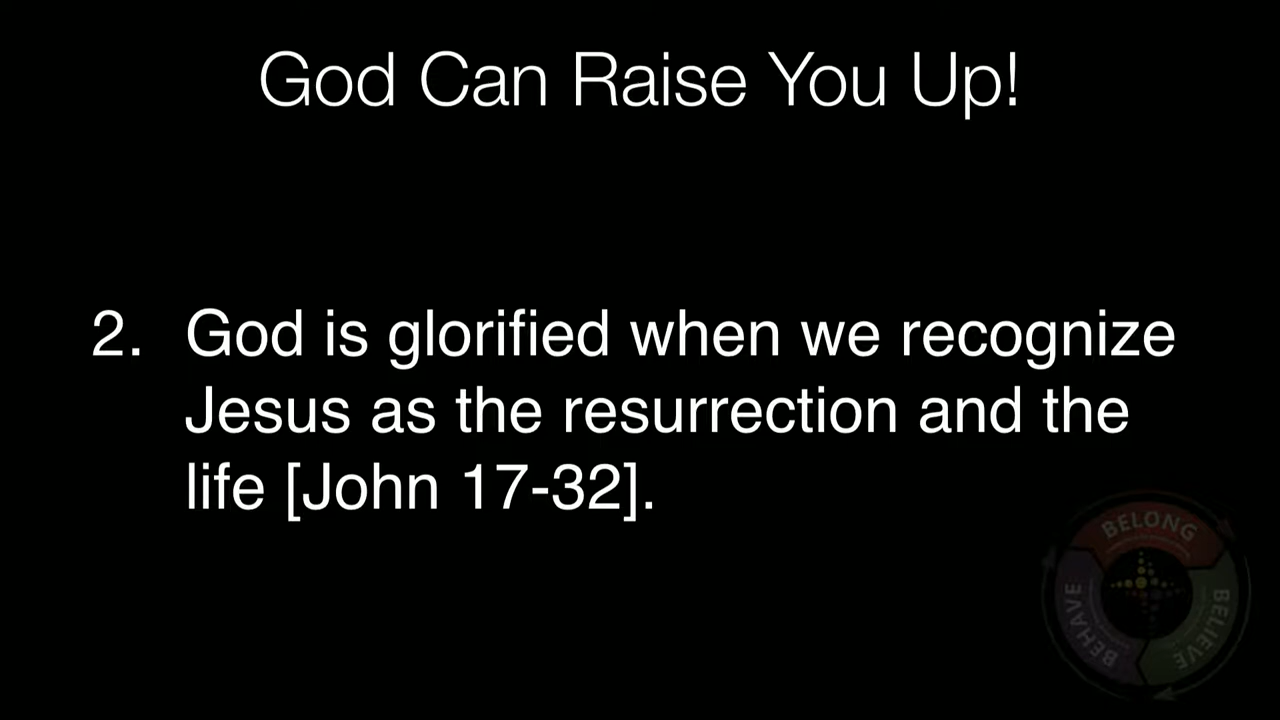 God Can Raise You Up!
2. God is glorified when we recognize
Jesus as the resurrection and the
life [John 17-32].
BELONG
BEHAVE
BELIEVE